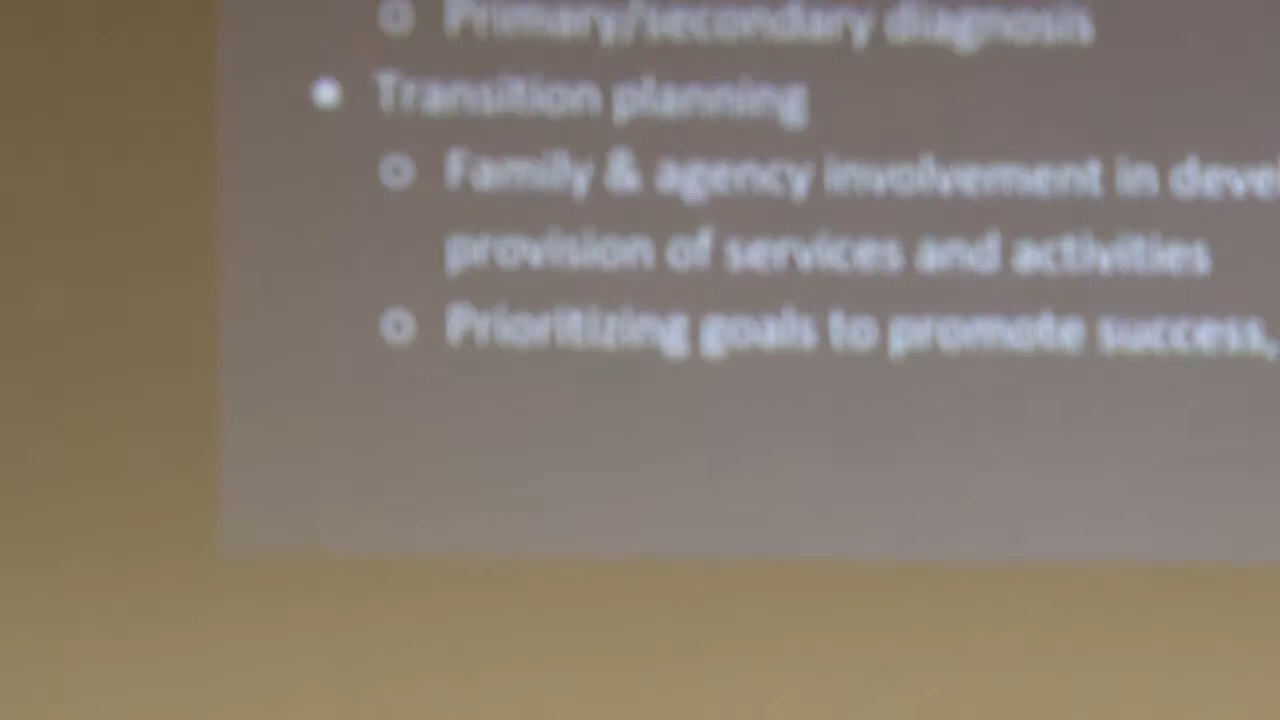 o Primary/secondary diagnosis
• Transition planning
o Family & agency involvement in
provision of services and activities
o Prioritizing goals to promote success,